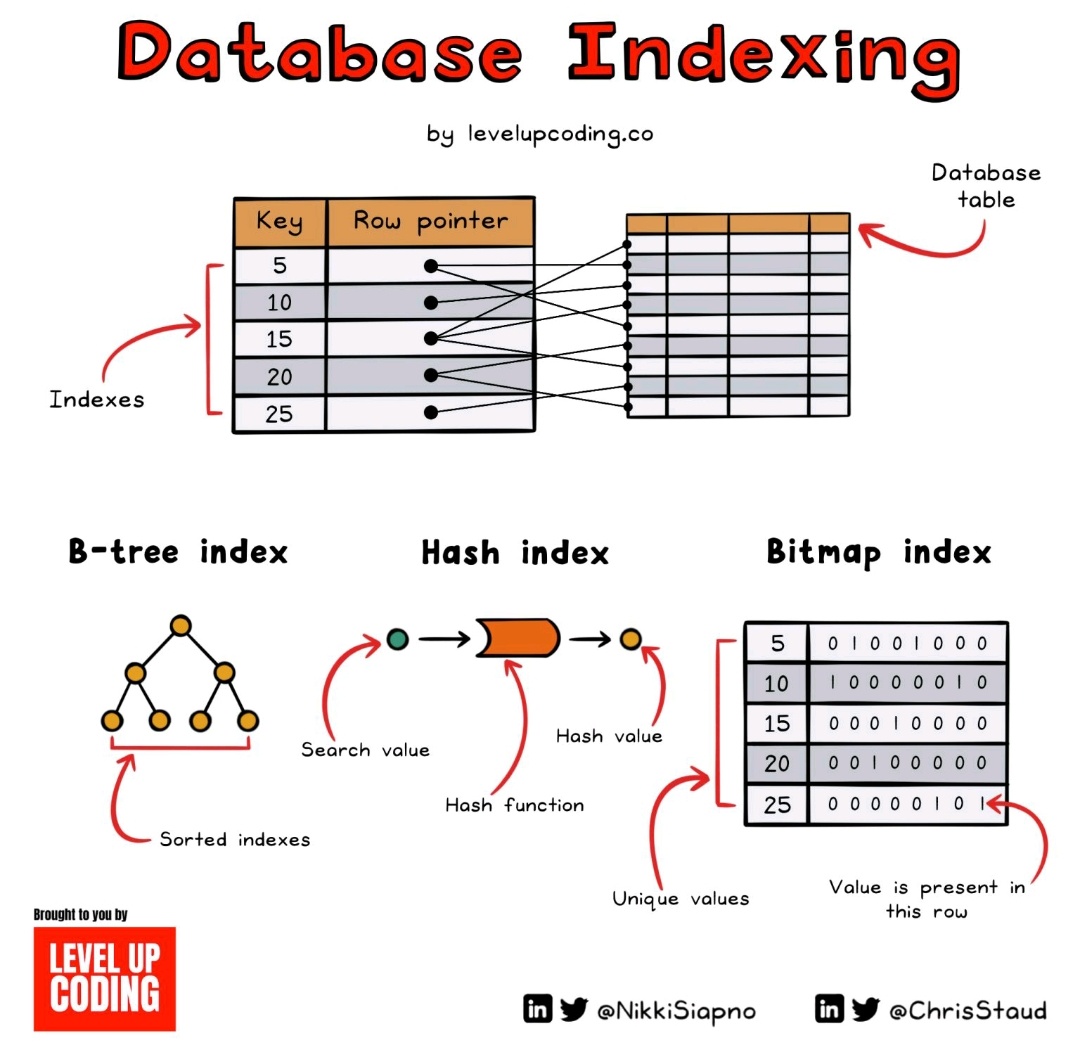 Database Indexing
by levelupcoding.co
Database
table
Key Row pointer
5
10
15
20
25
Indexes
B-tree index
Sorted indexes
Hash index
Search value
Hash value
Hash function
Bitmap index
5 0 1 0 0 1 0 0 0
10 1 0 0 0 0 0 1 0
15 0 0 0 1 0 0 0 0
20 0 0 1 0 0 0 0 0
25 0 0 0 0 0 1 0 1
Unique values
Value is present in
this row
Brought to you by
LEVEL UP
CODING
in @NikkiSiapno in @ChrisStaud